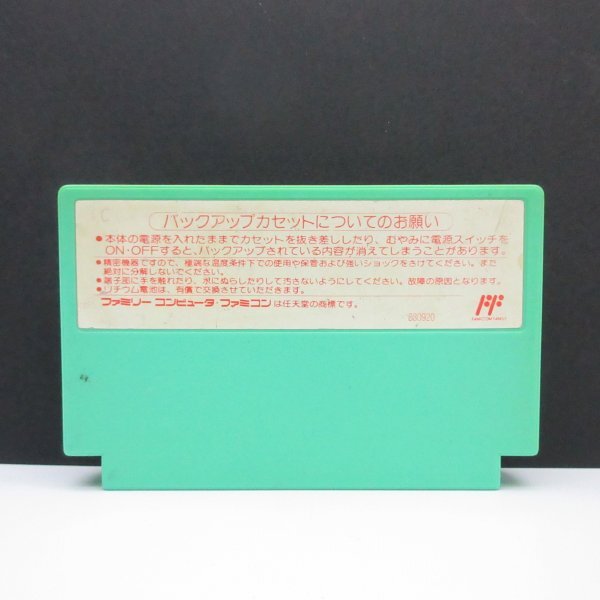 バックアップカセットについてのお願い
●本体の電源を入れたままでカセットを抜き差ししたり、むやみに電源スイッチを
ON・OFFすると、バックアップされている内容が消えてしまうことがあります。
●精密機器ですので、極端な温度条件下での使用や保管および強いショックをさけてください。また
絶対に分解しないでください。
●端子部に手を触れたり、水にぬらしたりして汚さないようにしてください。故障の原因となります。
●リチウム電池は、有償で交換させていただきます。
ファミリーコンピュータ・ファミコンは任天堂の商標です。
880920
FF
FAMICOM FAMILY